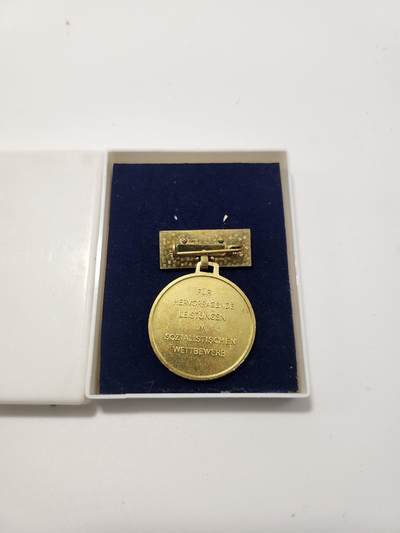 FÜR
HERVORRAGENDE
LEISTUNGEN
IM
SOZIALISTISCHEN
WETTBEWERB